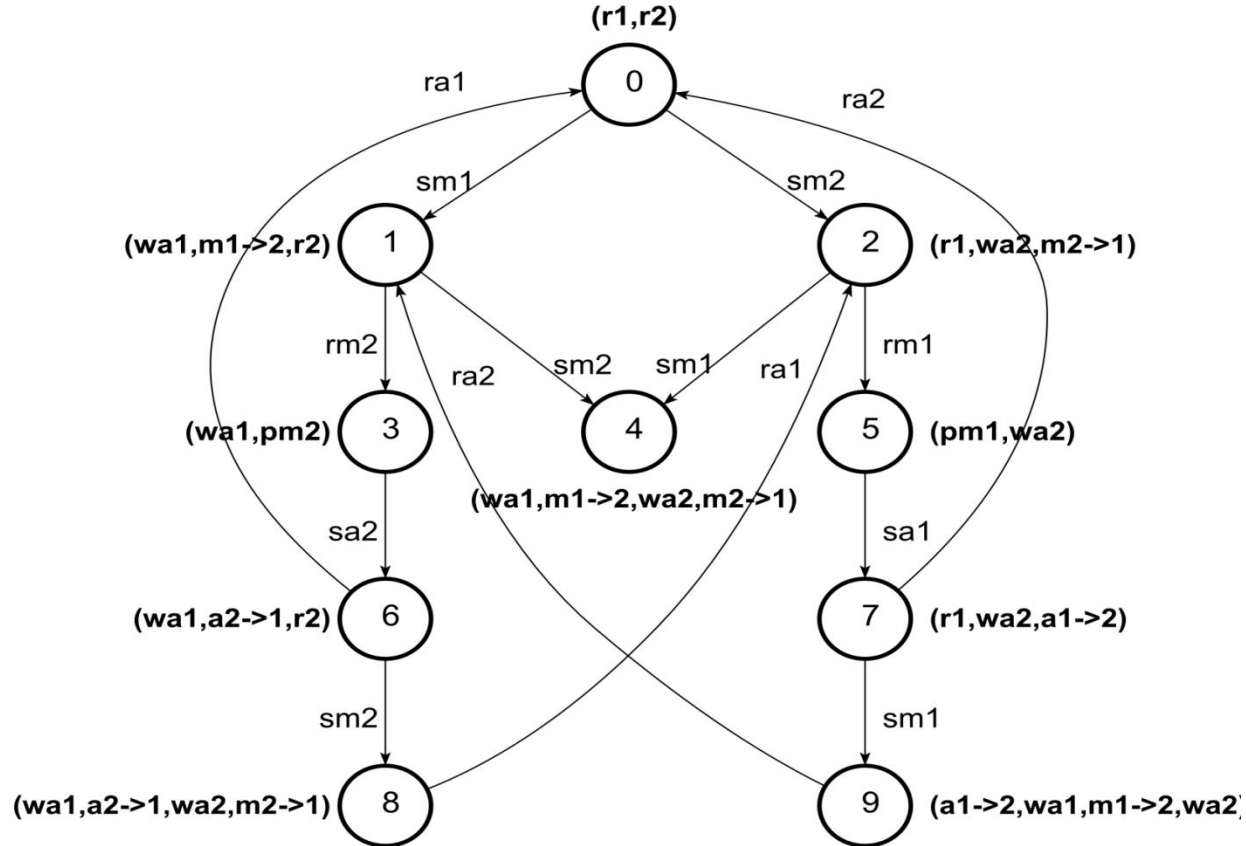 (r1,r2)
0
ra1
ra2
sm1
sm2
(wa1,m1->2,r2)
1
2
(r1,wa2,m2->1)
rm2
sm2
sm1
rm1
ra2
ra1
3
4
5
(wa1,pm2)
(pm1,wa2)
(wa1,m1->2,wa2,m2->1)
sa2
sa1
(wa1,a2->1,r2)
6
7
(r1,wa2,a1->2)
sm2
sm1
(wa1,a2->1,wa2,m2->1)
8
9
(a1->2,wa1,m1->2,wa2)